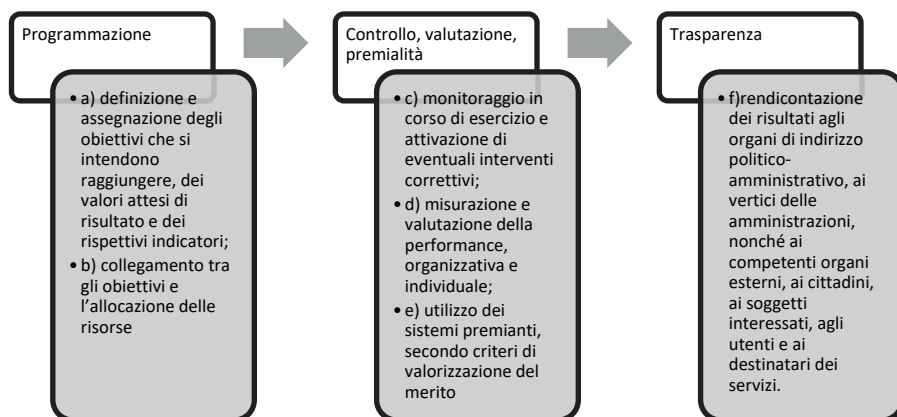 Programmazione
• a) definizione e
assegnazione degli
obiettivi che si
intendono
raggiungere, dei
valori attesi di
risultato e dei
rispettivi indicatori;
• b) collegamento tra
gli obiettivi e
l’allocazione delle
risorse
Controllo, valutazione,
premialità
• c) monitoraggio in
corso di esercizio e
attivazione di
eventuali interventi
correttivi;
• d) misurazione e
valutazione della
performance,
organizzativa e
individuale;
• e) utilizzo dei
sistemi premianti,
secondo criteri di
valorizzazione del
merito
Trasparenza
• f)rendicontazione
dei risultati agli
organi di indirizzo
politico-
amministrativo, ai
vertici delle
amministrazioni,
nonché ai
competenti organi
esterni, ai cittadini,
ai soggetti
interessati, agli
utenti e ai
destinatari dei
servizi.